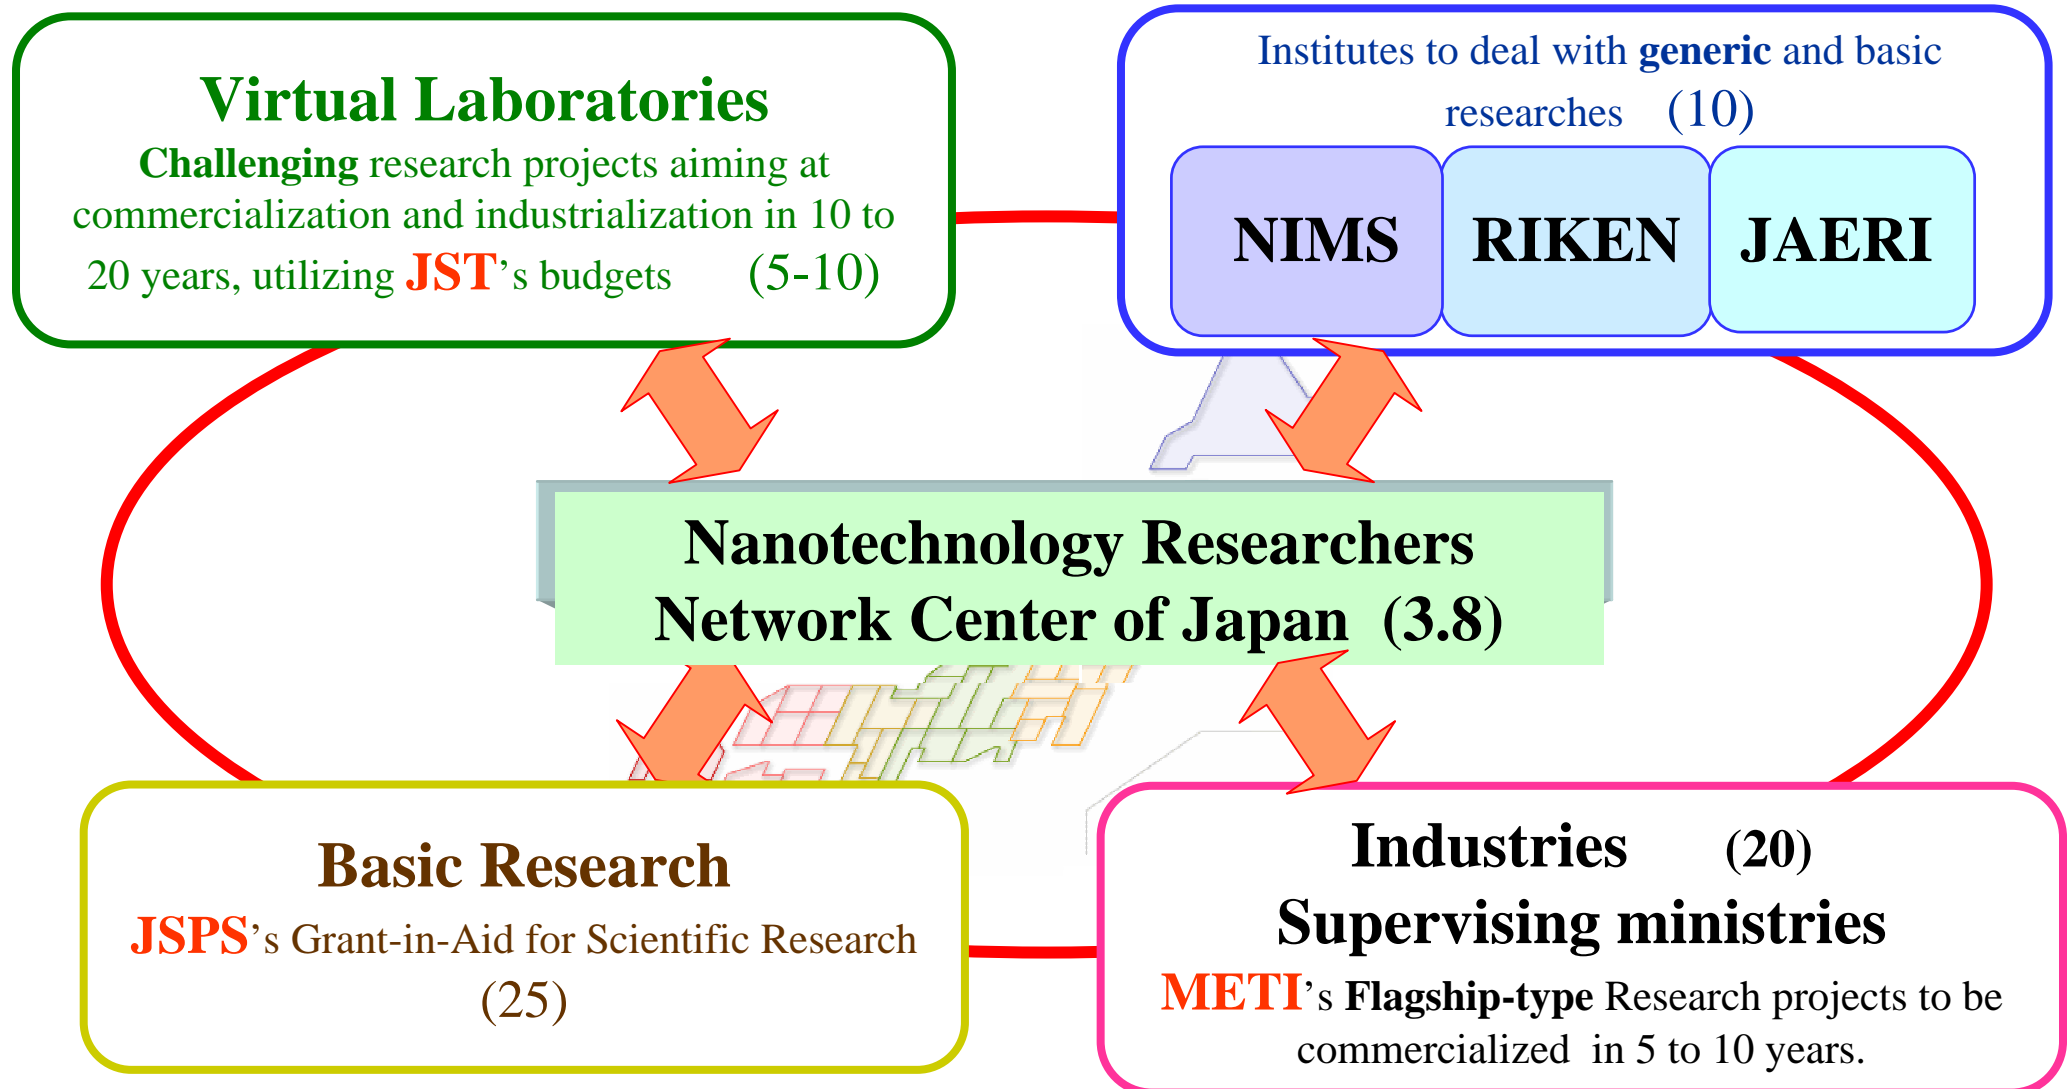 Virtual Laboratories
Challenging research projects aiming at
commercialization and industrialization in 10 to
20 years, utilizing JST’s budgets (5-10)
Institutes to deal with generic and basic
researches (10)
NIMS RIKEN JAERI
Nanotechnology Researchers
Network Center of Japan (3.8)
Basic Research
JSPS’s Grant-in-Aid for Scientific Research
(25)
Industries (20)
Supervising ministries
METI’s Flagship-type Research projects to be
commercialized in 5 to 10 years.